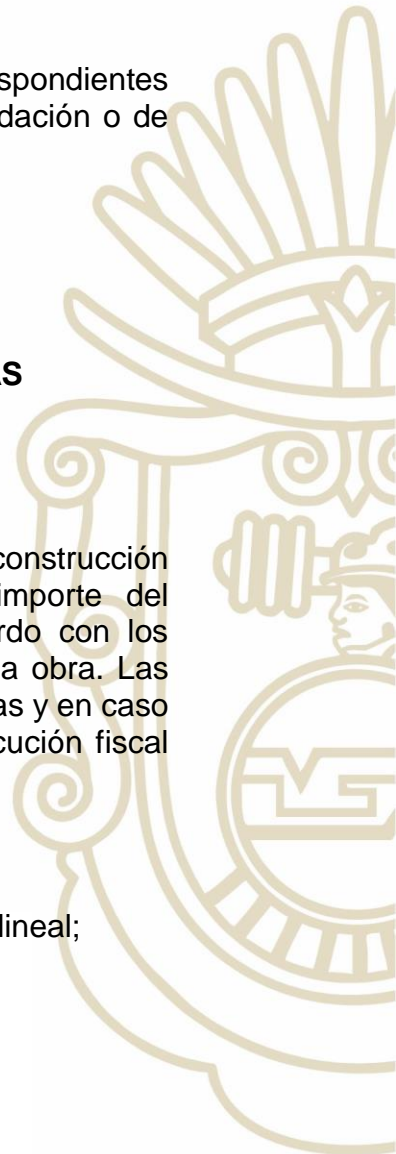 spondientes
dación o de
AS
construcción
importe del
rdo con los
a obra. Las
as y en caso
cución fiscal
lineal;